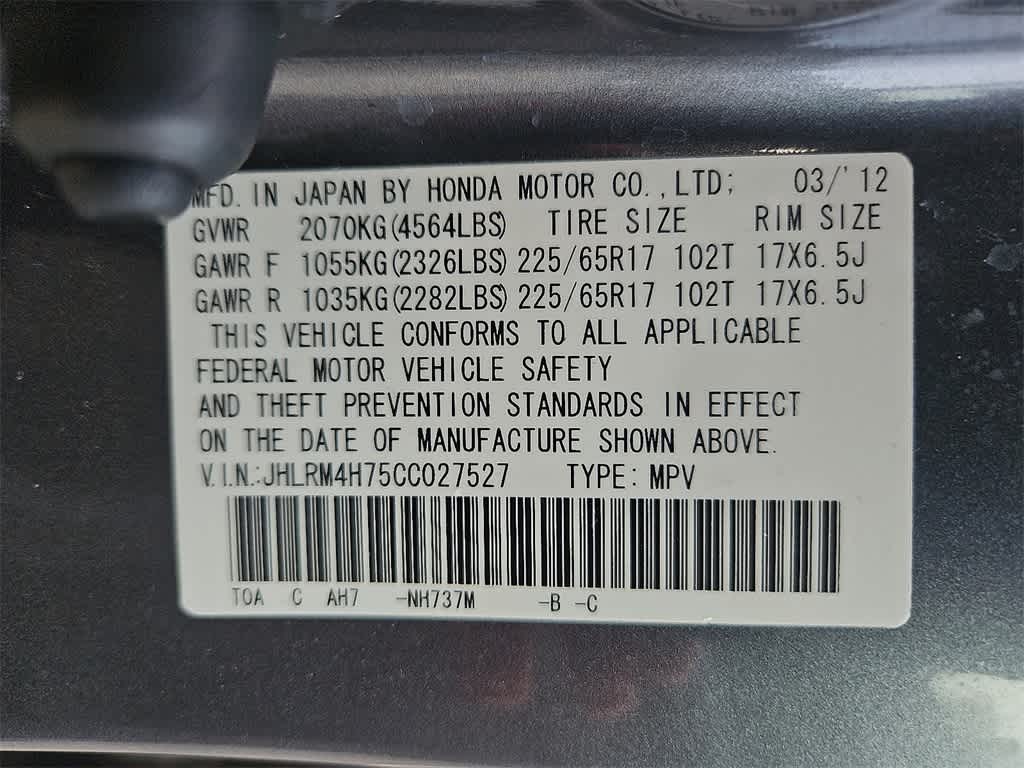 MFD. IN JAPAN BY HONDA MOTOR CO.,LTD; 03/'12
GVWR 2070KG(4564LBS) TIRE SIZE RIM SIZE
GAWR F 1055KG(2326LBS) 225/65R17 102T 17X6.5J
GAWR R 1035KG(2282LBS) 225/65R17 102T 17X6.5J
THIS VEHICLE CONFORMS TO ALL APPLICABLE
FEDERAL MOTOR VEHICLE SAFETY
AND THEFT PREVENTION STANDARDS IN EFFECT
ON THE DATE OF MANUFACTURE SHOWN ABOVE.
V.I.N.:JHLRM4H75CC027527 TYPE: MPV
TOA C AH7 -NH737M -B -C